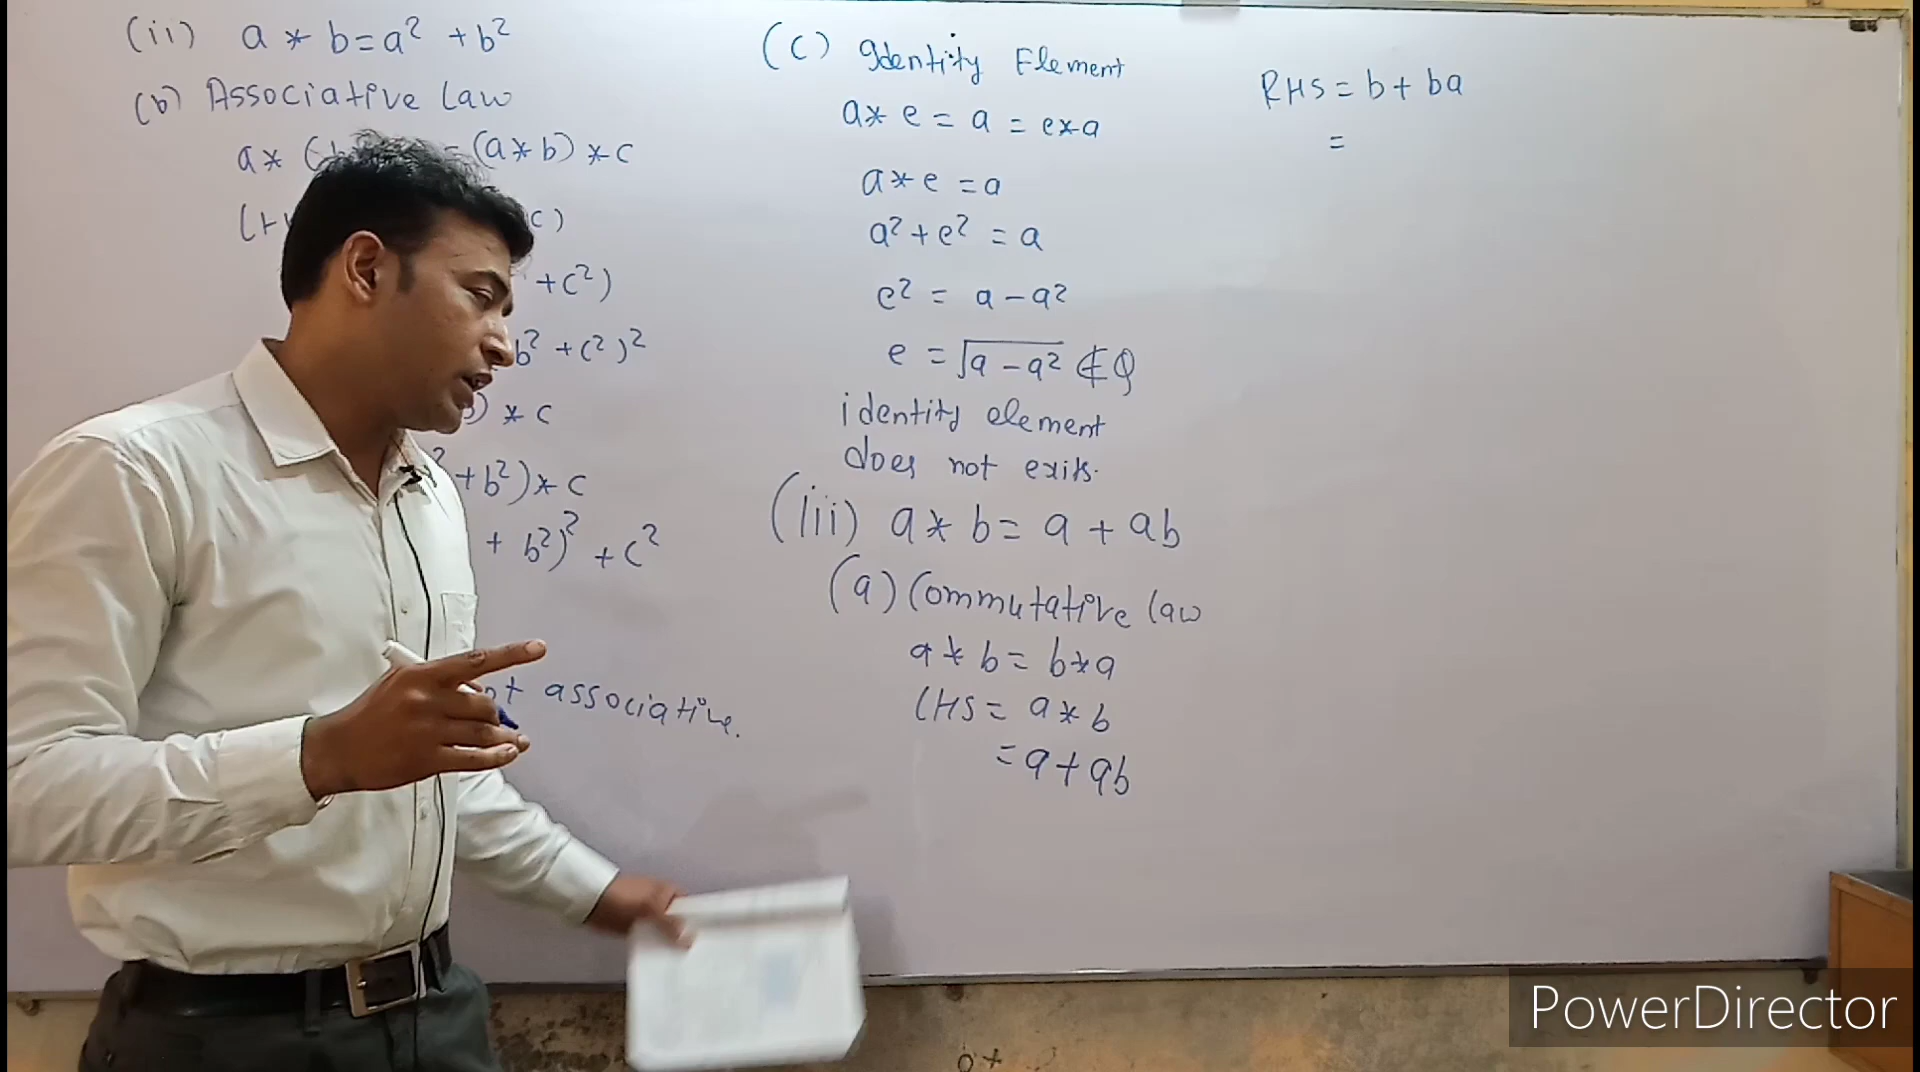 (ii) a * b = a² + b²
(b) Associative law
a * ( = (a * b) * c
c)
+ c²)
b² + c²)²
) * c
² + b²) * c
+ b²)² + c²
associative.
(C) Identity Element
a * e = a = e * a
a * e = a
a² + e² = a
e² = a - a²
e = √a - a² ∉ Q
identity element
does not exits.
(iii) a * b = a + ab
(a) Commutative law
a * b = b * a
LHS = a * b
= a + ab
RHS = b + ba
=
PowerDirector